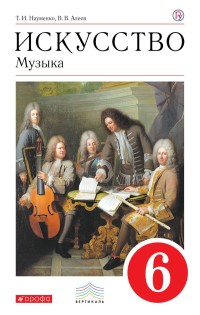 Т. И. Науменко, В. В. Алеев
ИСКУССТВО
Музыка
6
дрофа
ВЕРТИКАЛЬ